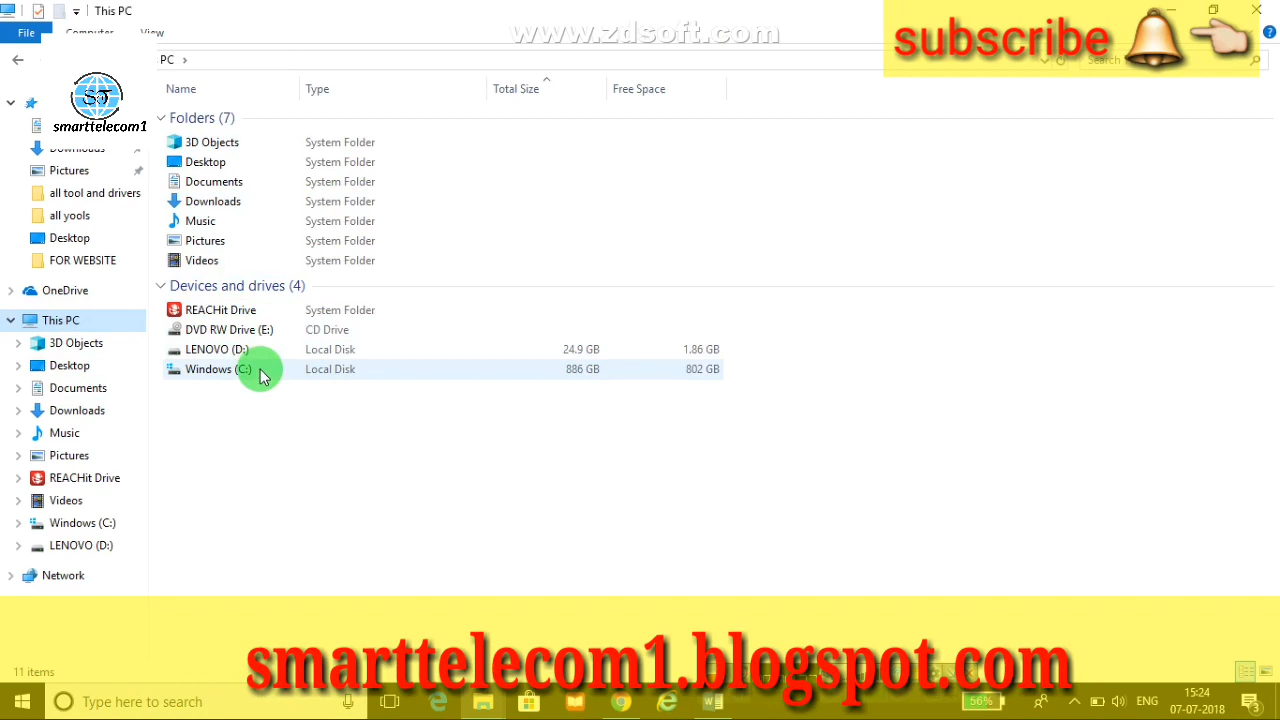 This PC
www.zdsoft.com
subscribe
File
Computer
View
PC
Search
ST
smarttelecom1
Name Type Total Size Free Space
Folders (7)
3D Objects System Folder
Desktop System Folder
Documents System Folder
Downloads System Folder
Music System Folder
Pictures System Folder
Videos System Folder
Devices and drives (4)
REACHit Drive System Folder
DVD RW Drive (E:) CD Drive
LENOVO (D:) Local Disk 24.9 GB 1.86 GB
Windows (C:) Local Disk 886 GB 802 GB
Downloads
Pictures
all tool and drivers
all yools
Desktop
FOR WEBSITE
OneDrive
This PC
3D Objects
Desktop
Documents
Downloads
Music
Pictures
REACHit Drive
Videos
Windows (C:)
LENOVO (D:)
Network
smarttelecom1.blogspot.com
11 items
Type here to search
56%
ENG
15:24
07-07-2018
3